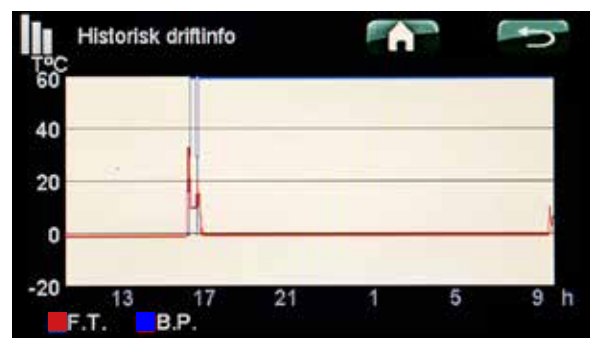 Historisk driftinfo
T°C
60
40
20
0
-20
13 17 21 1 5 9 h
F.T. B.P.